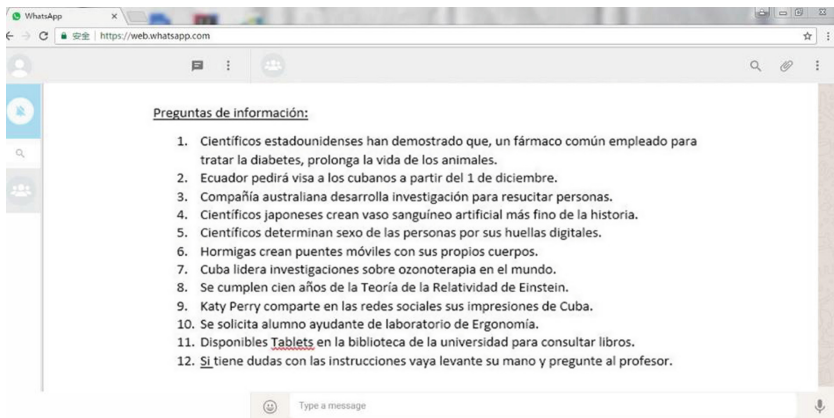 WhatsApp
安全 https://web.whatsapp.com
Preguntas de información:
1. Científicos estadounidenses han demostrado que, un fármaco común empleado para
tratar la diabetes, prolonga la vida de los animales.
2. Ecuador pedirá visa a los cubanos a partir del 1 de diciembre.
3. Compañía australiana desarrolla investigación para resucitar personas.
4. Científicos japoneses crean vaso sanguíneo artificial más fino de la historia.
5. Científicos determinan sexo de las personas por sus huellas digitales.
6. Hormigas crean puentes móviles con sus propios cuerpos.
7. Cuba lidera investigaciones sobre ozonoterapia en el mundo.
8. Se cumplen cien años de la Teoría de la Relatividad de Einstein.
9. Katy Perry comparte en las redes sociales sus impresiones de Cuba.
10. Se solicita alumno ayudante de laboratorio de Ergonomía.
11. Disponibles Tablets en la biblioteca de la universidad para consultar libros.
12. Si tiene dudas con las instrucciones vaya levante su mano y pregunte al profesor.
Type a message